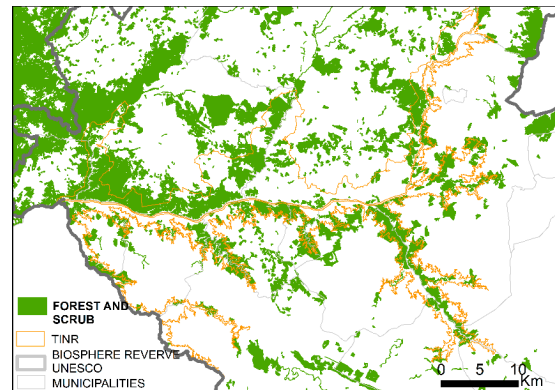 FOREST AND
SCRUB
TINR
BIOSPHERE REVERVE
UNESCO
MUNICIPALITIES
0 5 10
Km